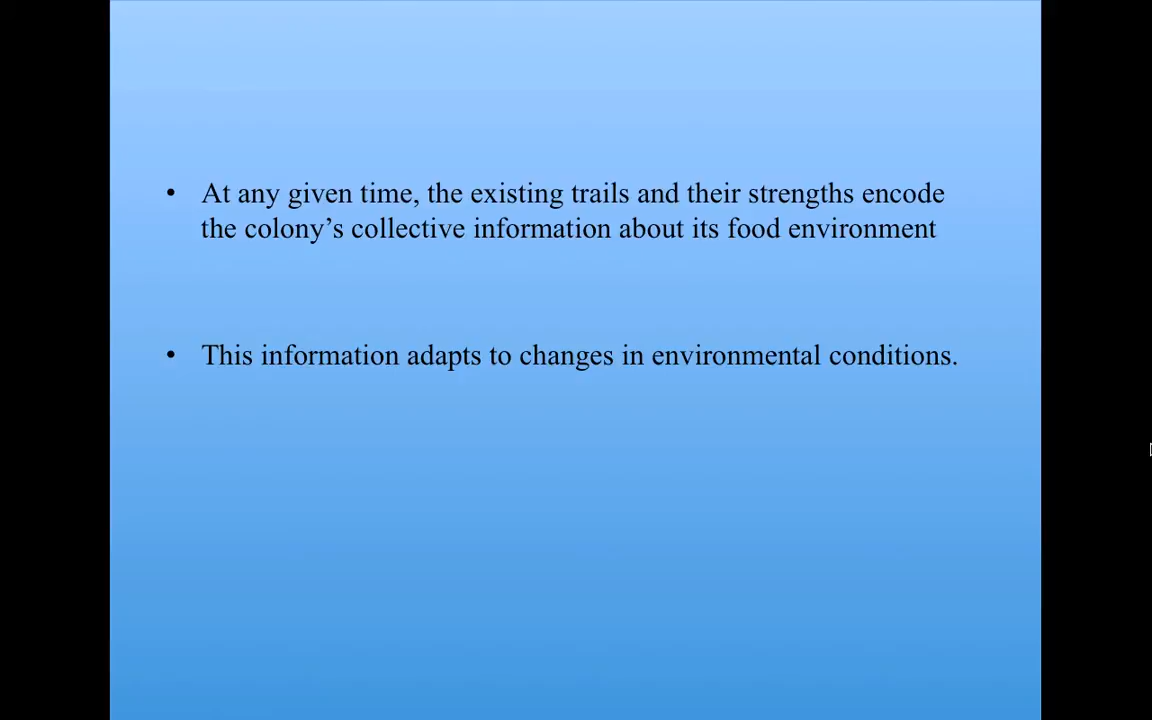 • At any given time, the existing trails and their strengths encode
the colony’s collective information about its food environment
• This information adapts to changes in environmental conditions.